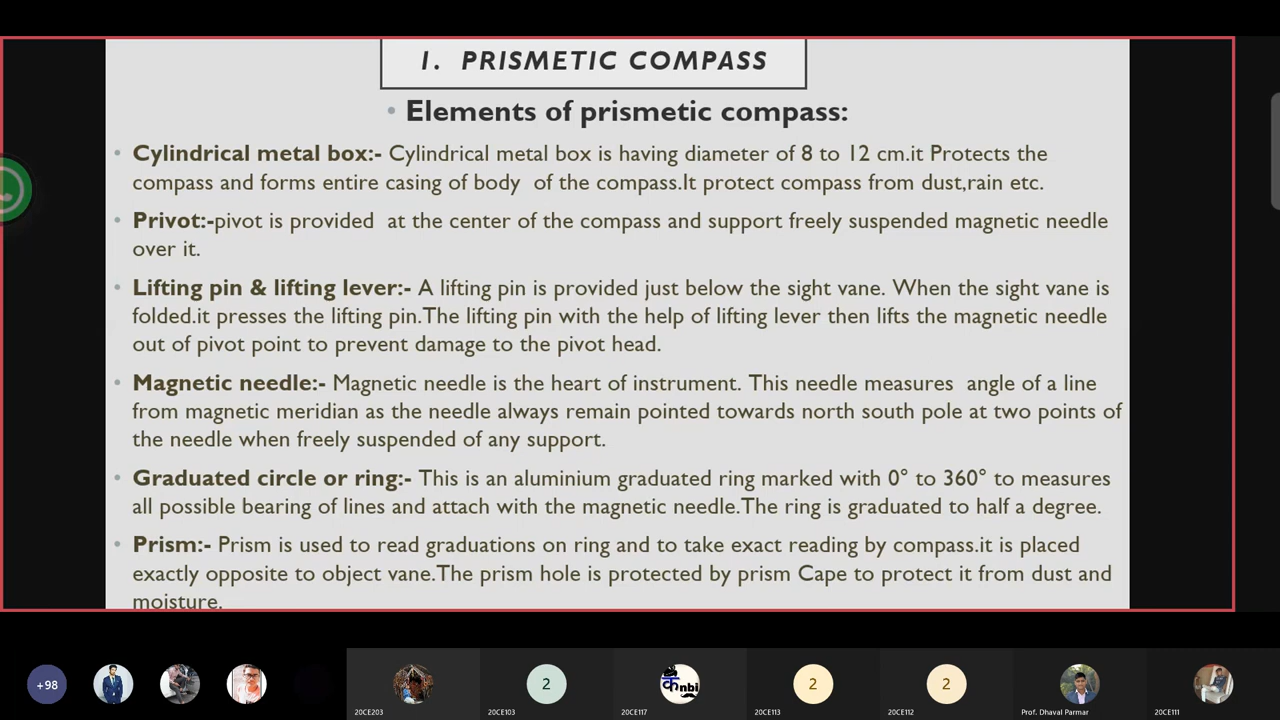 1. PRISMETIC COMPASS
• Elements of prismetic compass:
• Cylindrical metal box:- Cylindrical metal box is having diameter of 8 to 12 cm.it Protects the
compass and forms entire casing of body of the compass.It protect compass from dust,rain etc.
• Privot:-pivot is provided at the center of the compass and support freely suspended magnetic needle
over it.
• Lifting pin & lifting lever:- A lifting pin is provided just below the sight vane. When the sight vane is
folded.it presses the lifting pin.The lifting pin with the help of lifting lever then lifts the magnetic needle
out of pivot point to prevent damage to the pivot head.
• Magnetic needle:- Magnetic needle is the heart of instrument. This needle measures angle of a line
from magnetic meridian as the needle always remain pointed towards north south pole at two points of
the needle when freely suspended of any support.
• Graduated circle or ring:- This is an aluminium graduated ring marked with 0° to 360° to measures
all possible bearing of lines and attach with the magnetic needle.The ring is graduated to half a degree.
• Prism:- Prism is used to read graduations on ring and to take exact reading by compass.it is placed
exactly opposite to object vane.The prism hole is protected by prism Cape to protect it from dust and
moisture.
+98
2
कnbi
2
2
20CE203
20CE103
20CE117
20CE113
20CE112
Prof. Dhaval Parmar
20CE111